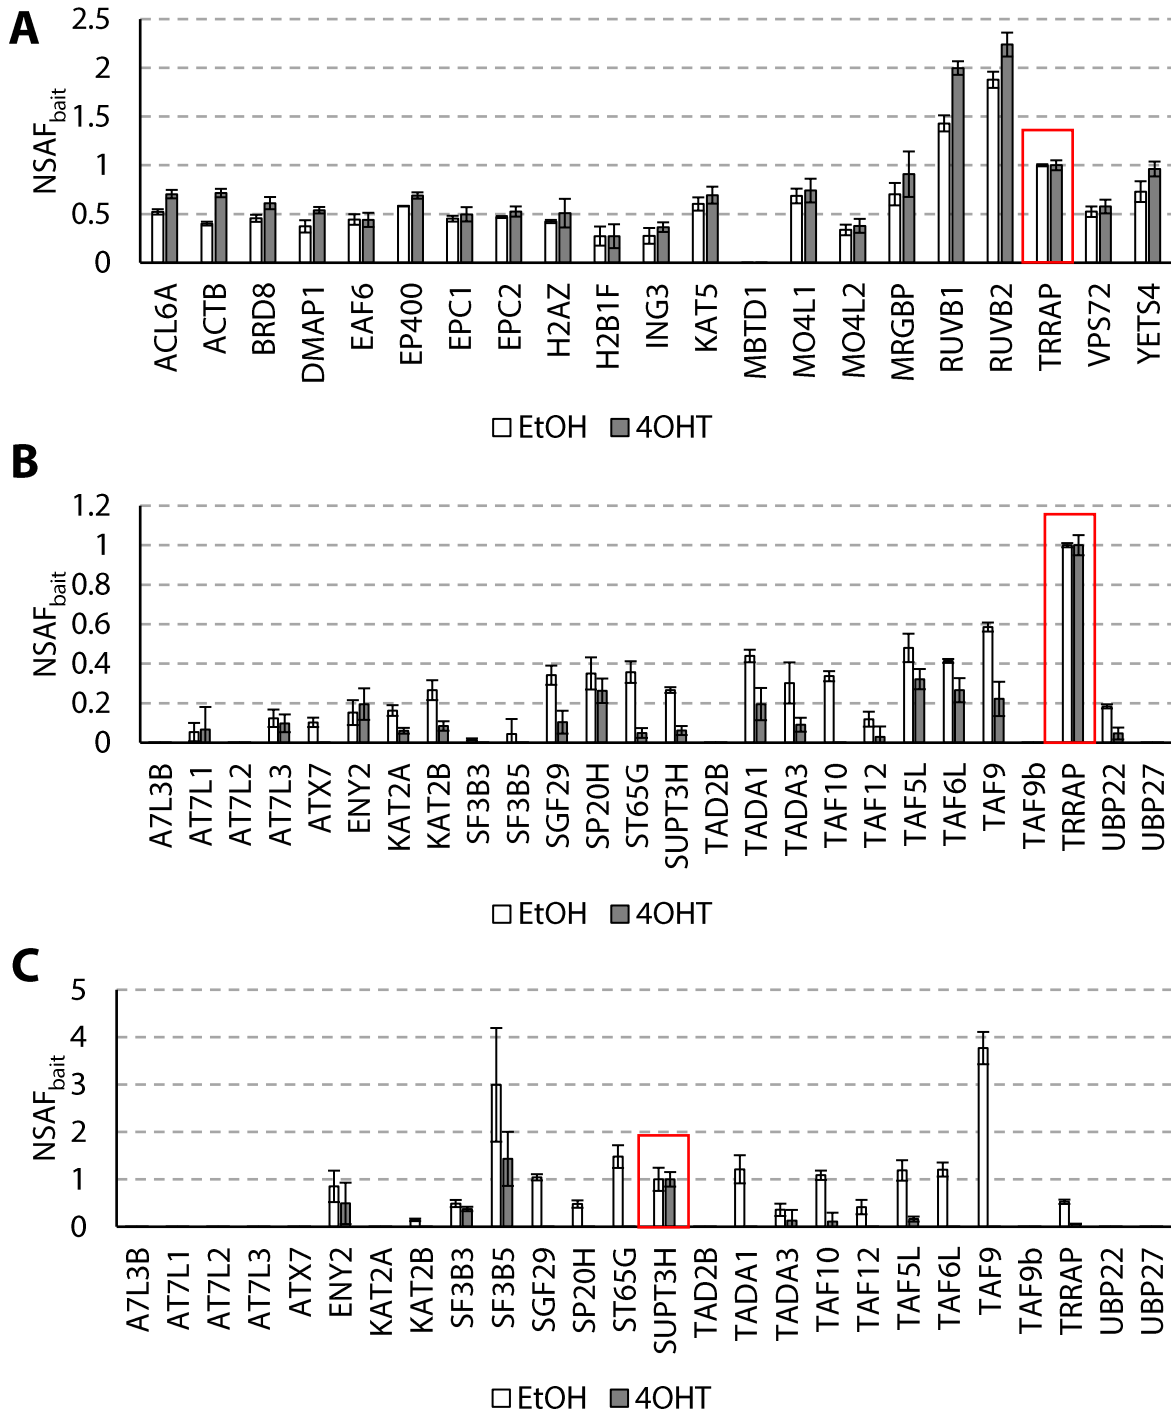 A
NSAFbait
2.5
2
1.5
1
0.5
0
ACL6A
ACTB
BRD8
DMAP1
EAF6
EP400
EPC1
EPC2
H2AZ
H2B1F
ING3
KAT5
MBTD1
MO4L1
MO4L2
MRGBP
RUVB1
RUVB2
TRRAP
VPS72
YETS4
EtOH 4OHT
B
NSAFbait
1.2
1
0.8
0.6
0.4
0.2
0
A7L3B
AT7L1
AT7L2
AT7L3
ATX7
ENY2
KAT2A
KAT2B
SF3B3
SF3B5
SGF29
SP20H
ST65G
SUPT3H
TAD2B
TADA1
TADA3
TAF10
TAF12
TAF5L
TAF6L
TAF9
TAF9b
TRRAP
UBP22
UBP27
EtOH 4OHT
C
NSAFbait
5
4
3
2
1
0
A7L3B
AT7L1
AT7L2
AT7L3
ATX7
ENY2
KAT2A
KAT2B
SF3B3
SF3B5
SGF29
SP20H
ST65G
SUPT3H
TAD2B
TADA1
TADA3
TAF10
TAF12
TAF5L
TAF6L
TAF9
TAF9b
TRRAP
UBP22
UBP27
EtOH 4OHT